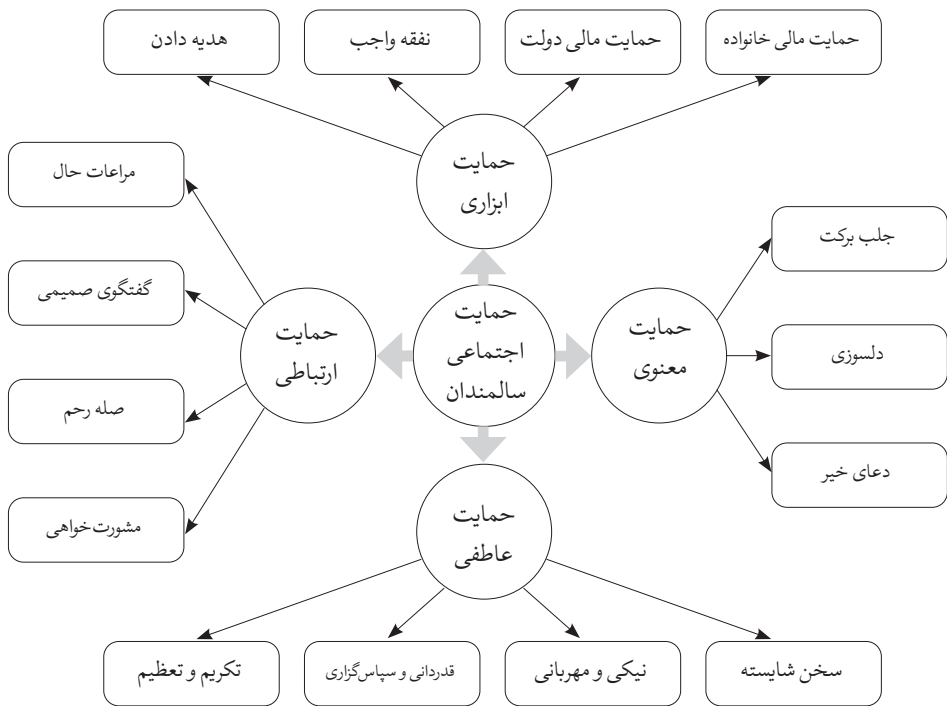 حمایت مالی خانواده
حمایت مالی دولت
نفقه واجب
هدیه دادن
حمایت
ابزاری
جلب برکت
دلسوزی
دعای خیر
حمایت
معنوی
حمایت
اجتماعی
سالمندان
حمایت
ارتباطی
مراعات حال
گفتگوی صمیمی
صله رحم
مشورت‌خواهی
حمایت
عاطفی
سخن شایسته
نیکی و مهربانی
قدردانی و سپاس‌گزاری
تکریم و تعظیم